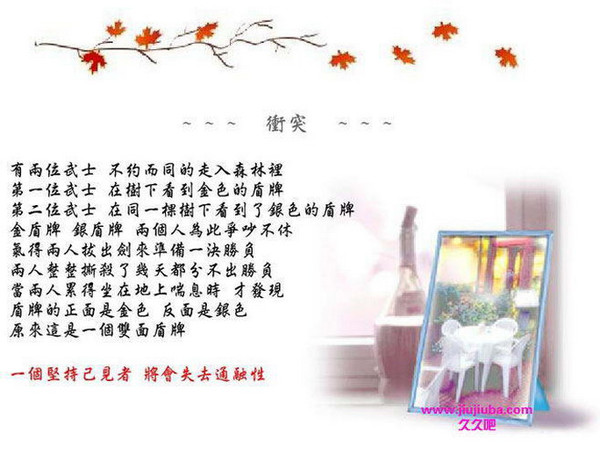 ~ ~ ~ 衝突 ~ ~ ~
有兩位武士 不約而同的走入森林裡
第一位武士 在樹下看到金色的盾牌
第二位武士 在同一棵樹下看到了銀色的盾牌
金盾牌 銀盾牌 兩個人為此爭吵不休
氣得兩人拔出劍來準備一決勝負
兩人整整撕殺了幾天都分不出勝負
當兩人累得坐在地上喘息時 才發現
盾牌的正面是金色 反面是銀色
原來這是一個雙面盾牌
一個堅持己見者 將會失去通融性
www.jiujiuba.com
久久吧